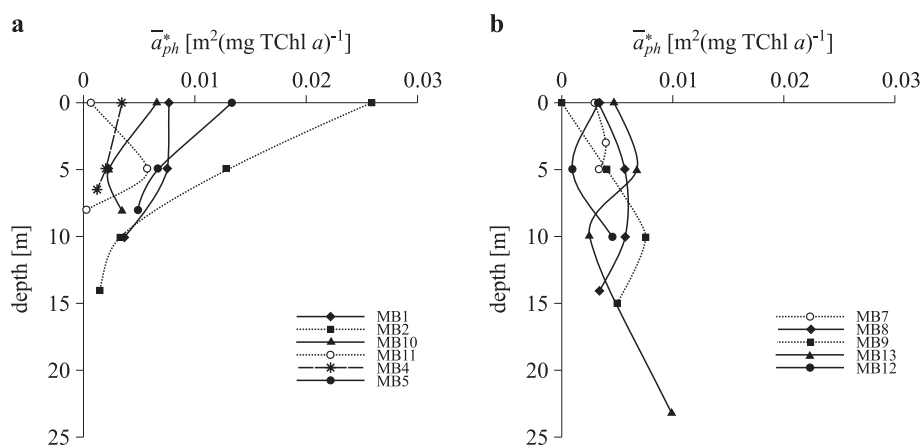 a
a̅*ph [m²(mg TChl a)⁻¹]
0 0.01 0.02 0.03
0
5
10
15
20
25
depth [m]
MB1
MB2
MB10
MB11
MB4
MB5
b
a̅*ph [m²(mg TChl a)⁻¹]
0 0.01 0.02 0.03
0
5
10
15
20
25
depth [m]
MB7
MB8
MB9
MB13
MB12